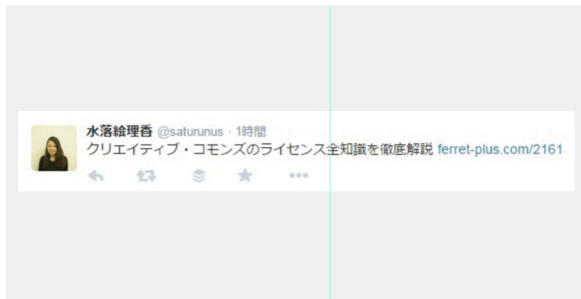 水落絵理香 @saturunus · 1時間
クリエイティブ・コモンズのライセンス全知識を徹底解説 ferret-plus.com/2161